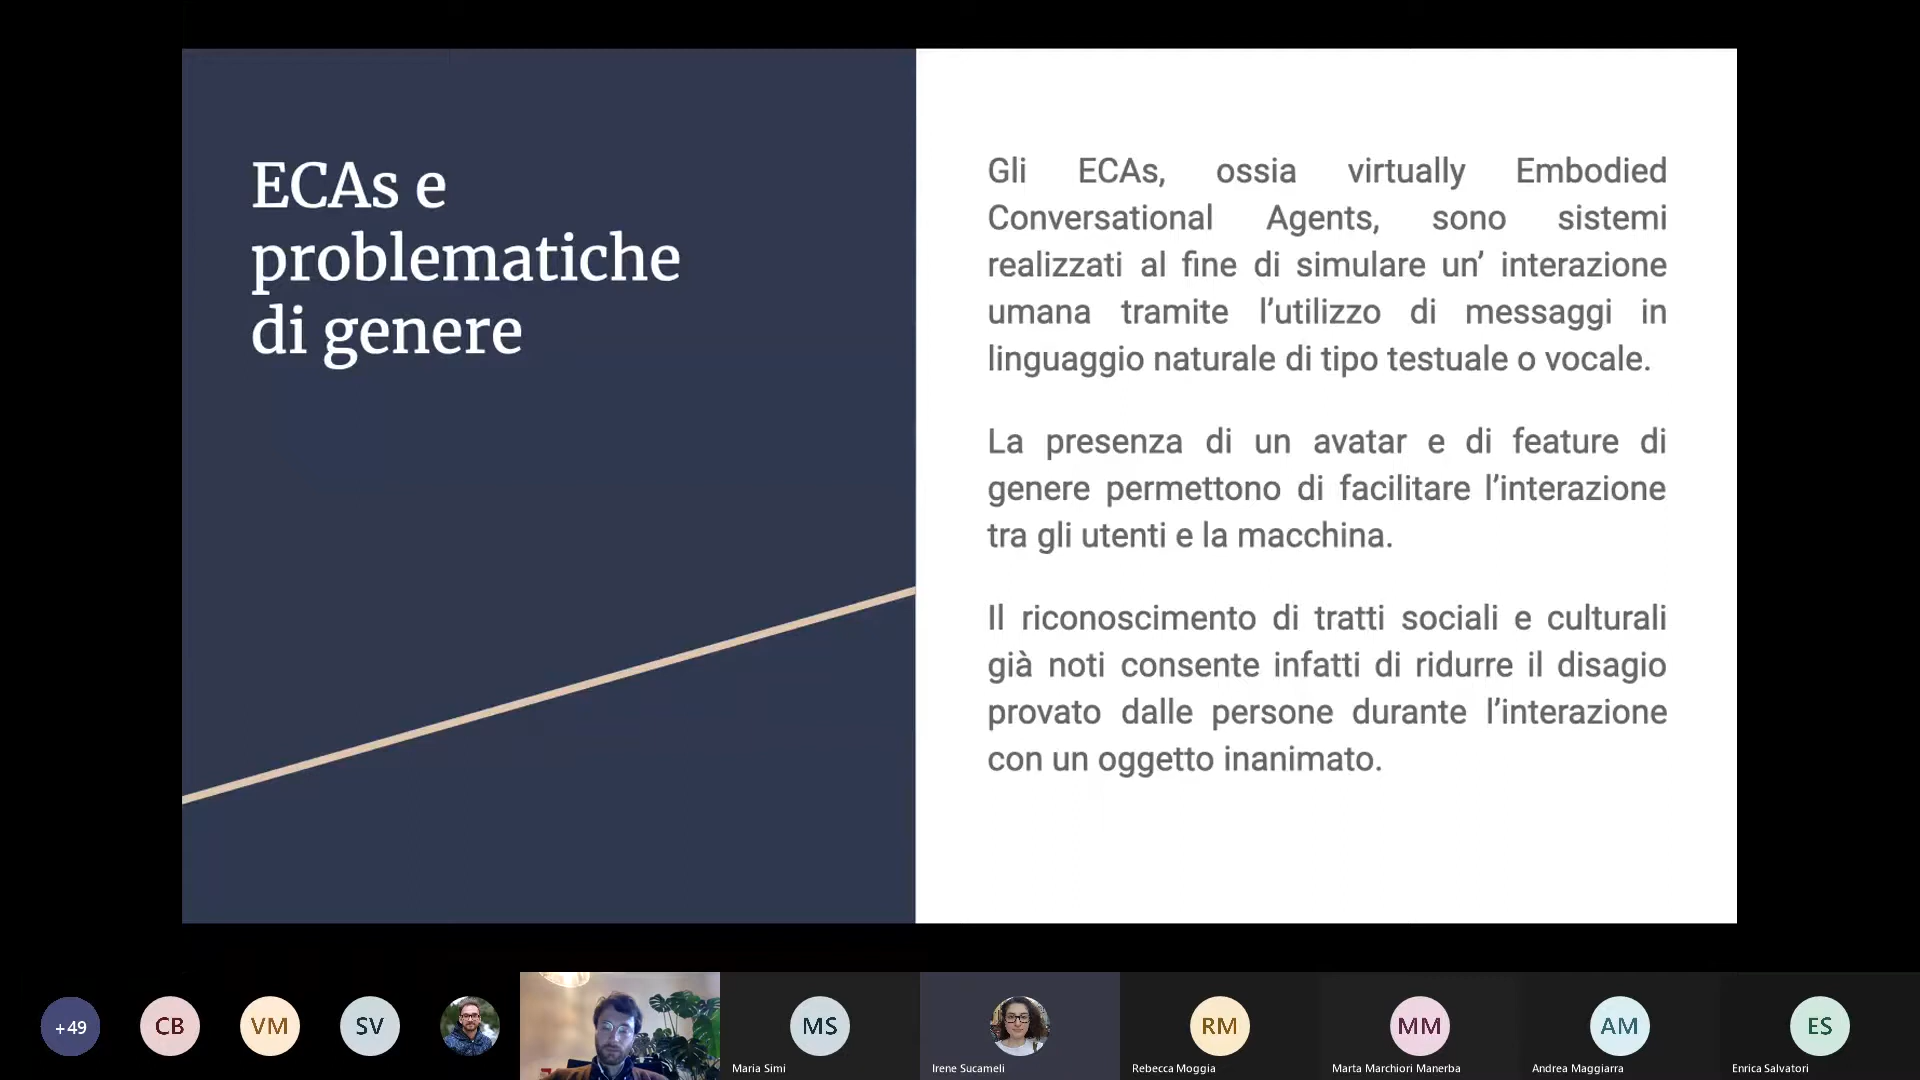 ECAs e
problematiche
di genere
Gli ECAs, ossia virtually Embodied
Conversational Agents, sono sistemi
realizzati al fine di simulare un’ interazione
umana tramite l’utilizzo di messaggi in
linguaggio naturale di tipo testuale o vocale.
La presenza di un avatar e di feature di
genere permettono di facilitare l’interazione
tra gli utenti e la macchina.
Il riconoscimento di tratti sociali e culturali
già noti consente infatti di ridurre il disagio
provato dalle persone durante l’interazione
con un oggetto inanimato.
+49
CB
VM
SV
MS
RM
MM
AM
ES
Maria Simi
Irene Sucameli
Rebecca Moggia
Marta Marchiori Manerba
Andrea Maggiarra
Enrica Salvatori